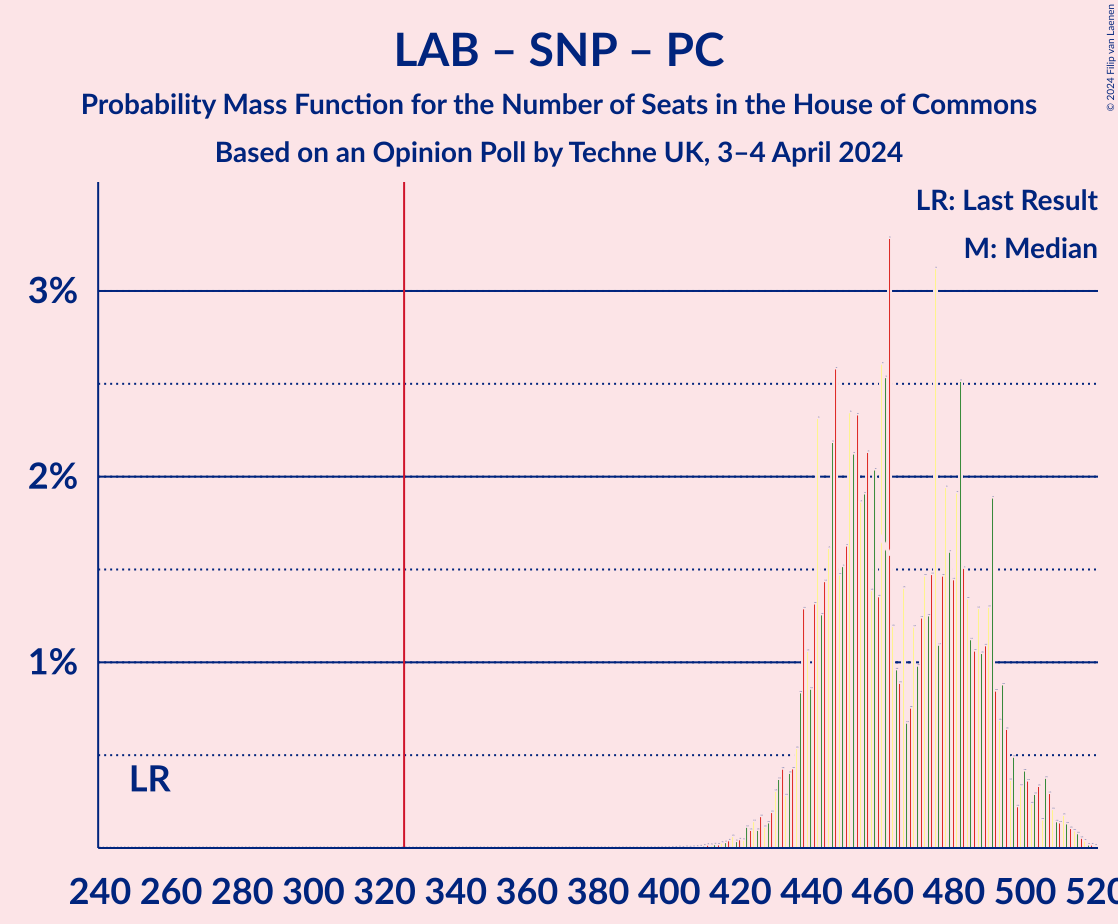 LAB – SNP – PC
Probability Mass Function for the Number of Seats in the House of Commons
Based on an Opinion Poll by Techne UK, 3–4 April 2024
© 2024 Filip van Laenen
LR: Last Result
M: Median
3%
2%
1%
LR
240 260 280 300 320 340 360 380 400 420 440 460 480 500 520